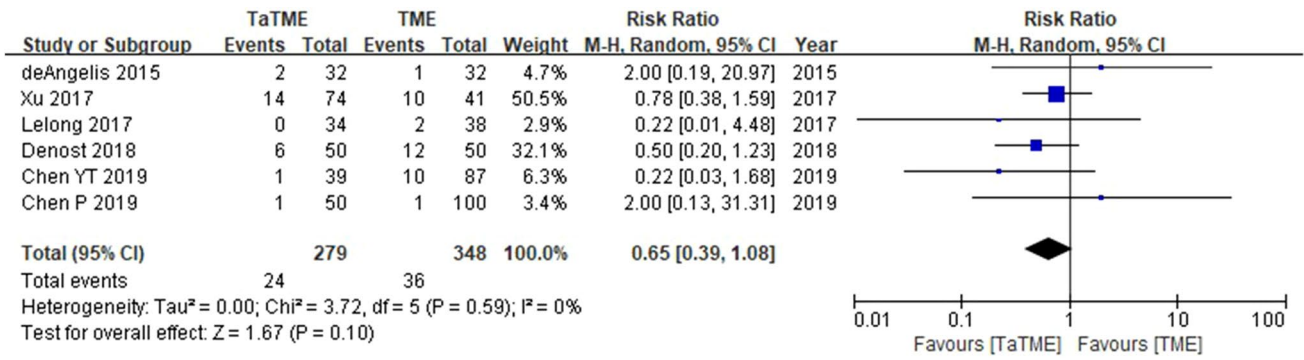 TaTME TME Risk Ratio Risk Ratio
Study or Subgroup Events Total Events Total Weight M-H, Random, 95% CI Year M-H, Random, 95% CI
deAngelis 2015 2 32 1 32 4.7% 2.00 [0.19, 20.97] 2015
Xu 2017 14 74 10 41 50.5% 0.78 [0.38, 1.59] 2017
Lelong 2017 0 34 2 38 2.9% 0.22 [0.01, 4.48] 2017
Denost 2018 6 50 12 50 32.1% 0.50 [0.20, 1.23] 2018
Chen YT 2019 1 39 10 87 6.3% 0.22 [0.03, 1.68] 2019
Chen P 2019 1 50 1 100 3.4% 2.00 [0.13, 31.31] 2019
Total (95% CI) 279 348 100.0% 0.65 [0.39, 1.08]
Total events 24 36
Heterogeneity: Tau² = 0.00; Chi² = 3.72, df = 5 (P = 0.59); I² = 0%
Test for overall effect: Z = 1.67 (P = 0.10)
0.01 0.1 1 10 100
Favours [TaTME] Favours [TME]